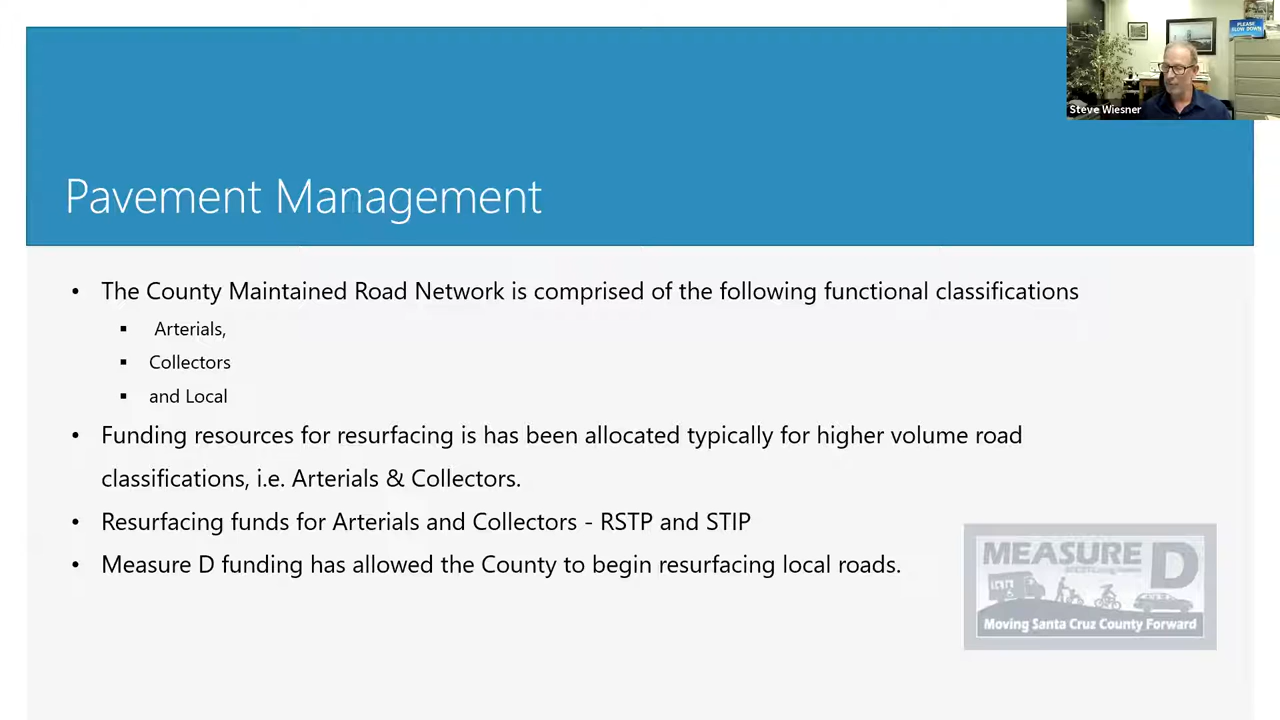 PLEASE
SLOW DOWN
Steve Wiesner
Pavement Management
• The County Maintained Road Network is comprised of the following functional classifications
▪ Arterials,
▪ Collectors
▪ and Local
• Funding resources for resurfacing is has been allocated typically for higher volume road
classifications, i.e. Arterials & Collectors.
• Resurfacing funds for Arterials and Collectors - RSTP and STIP
• Measure D funding has allowed the County to begin resurfacing local roads.
MEASURE D
Moving Santa Cruz County Forward